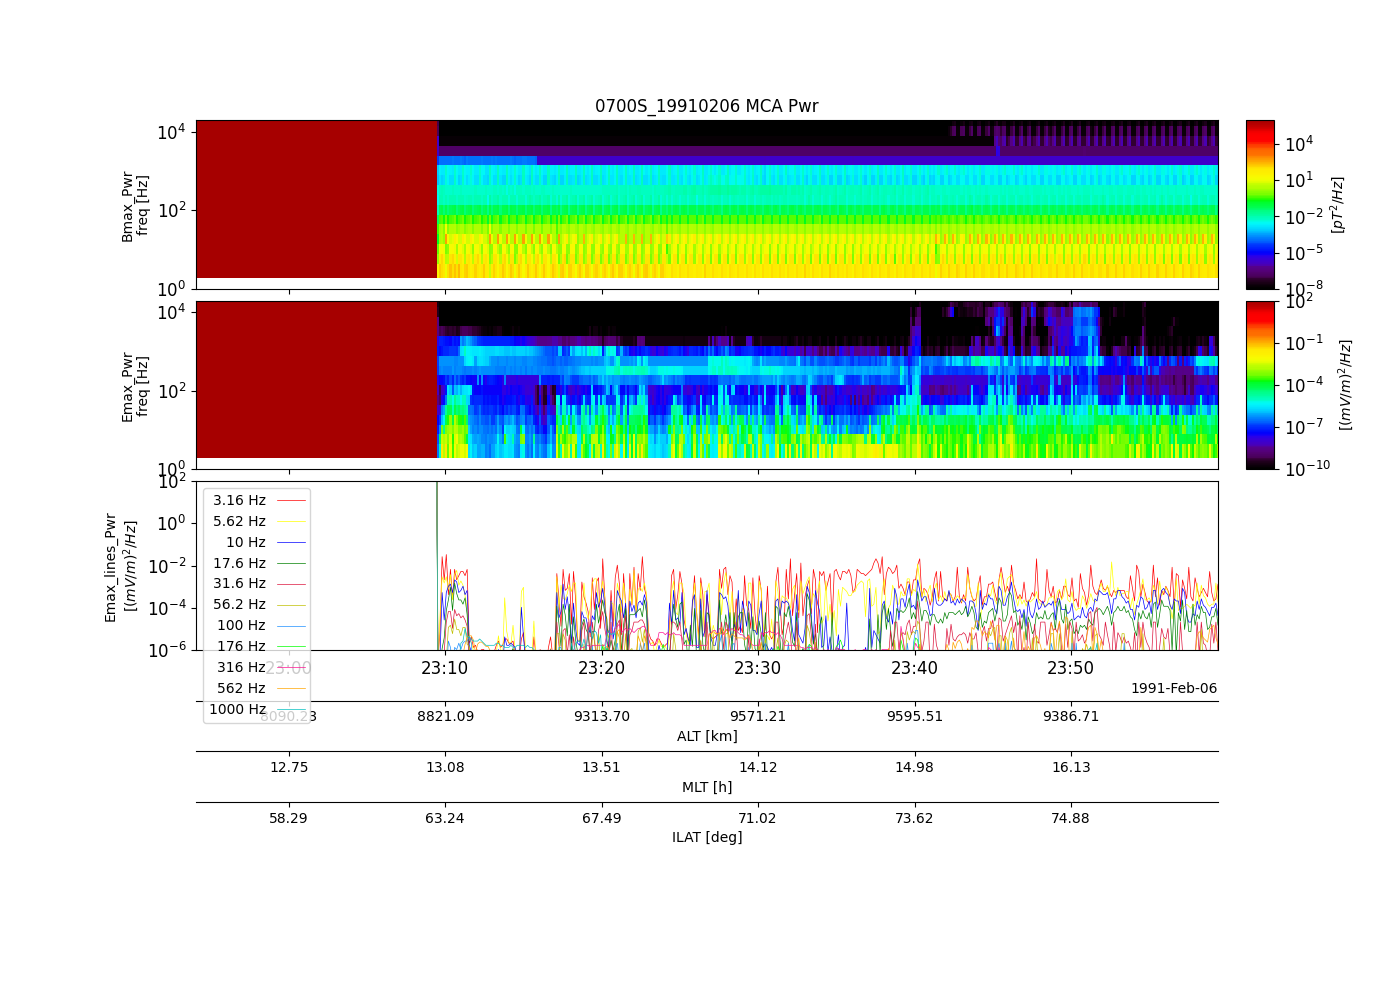 0700S_19910206 MCA Pwr
10^4
10^2
10^0
Bmax_Pwr
freq [Hz]
10^4
10^1
10^-2
10^-5
10^-8
[pT^2/Hz]
10^4
10^2
10^0
Emax_Pwr
freq [Hz]
10^2
10^-1
10^-4
10^-7
10^-10
[(mV/m)^2/Hz]
10^2
10^0
10^-2
10^-4
10^-6
Emax_lines_Pwr
[(mV/m)^2/Hz]
3.16 Hz
5.62 Hz
10 Hz
17.6 Hz
31.6 Hz
56.2 Hz
100 Hz
176 Hz
316 Hz
562 Hz
1000 Hz
23:00 23:10 23:20 23:30 23:40 23:50
1991-Feb-06
8090.23 8821.09 9313.70 9571.21 9595.51 9386.71
ALT [km]
12.75 13.08 13.51 14.12 14.98 16.13
MLT [h]
58.29 63.24 67.49 71.02 73.62 74.88
ILAT [deg]